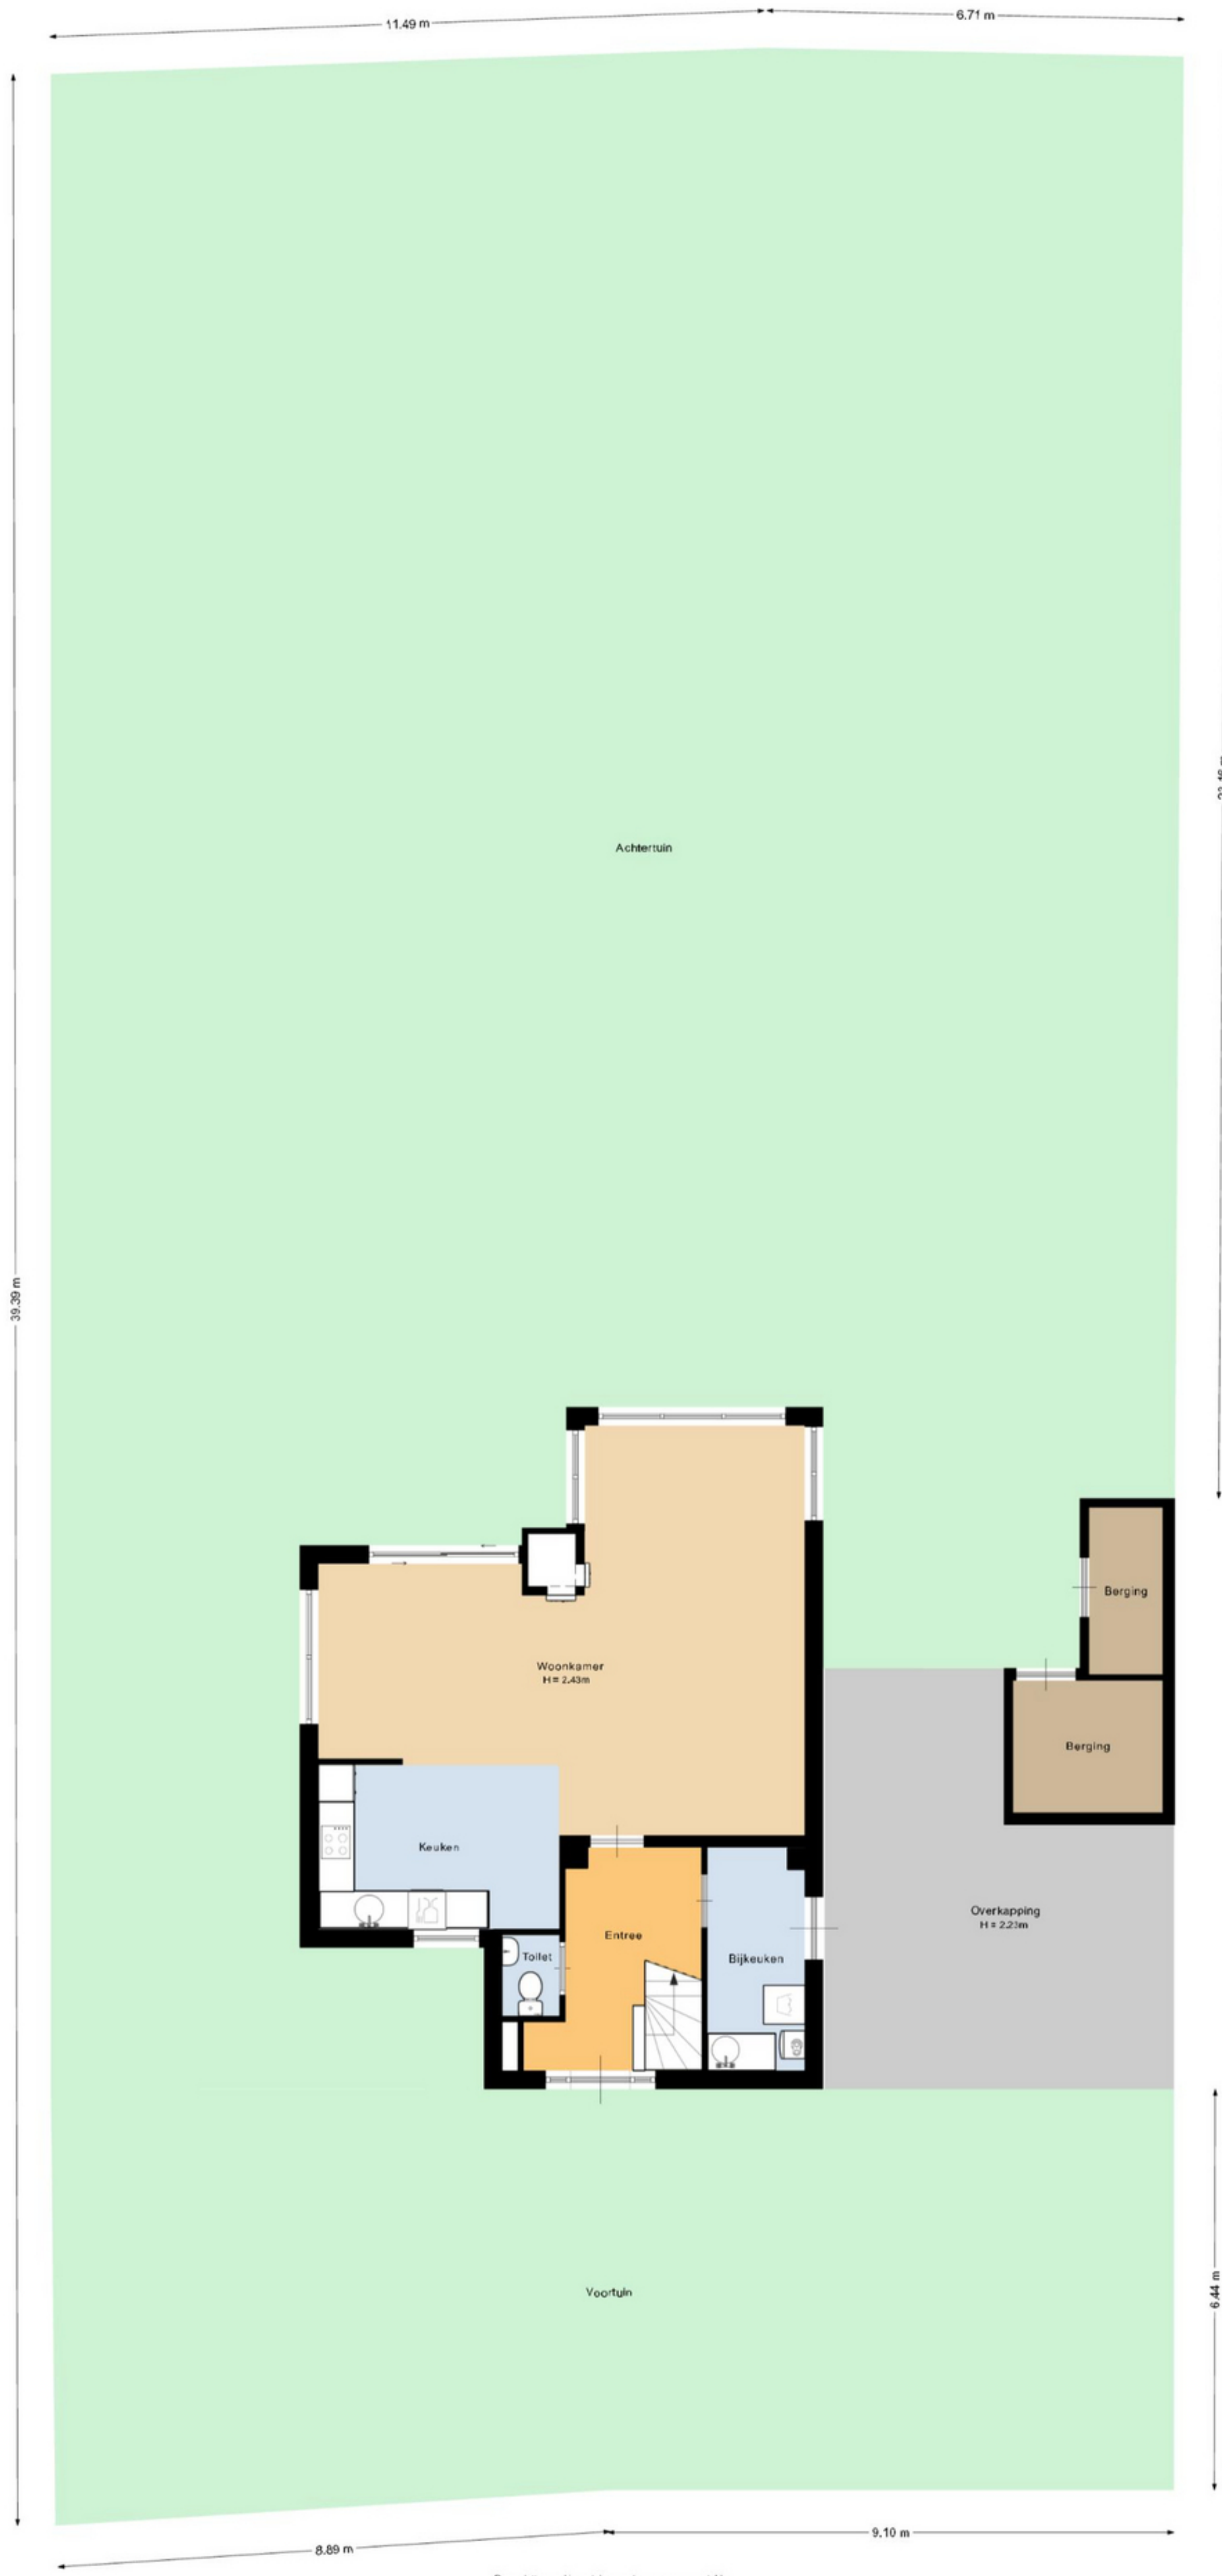 11.49 m
6.71 m
39.39 m
Achtertuin
Berging
Woonkamer
H = 2.43m
Berging
Keuken
Overkapping
H = 2.23m
Entree
Toilet
Bijkeuken
6.44 m
Voortuin
9.10 m
8.89 m